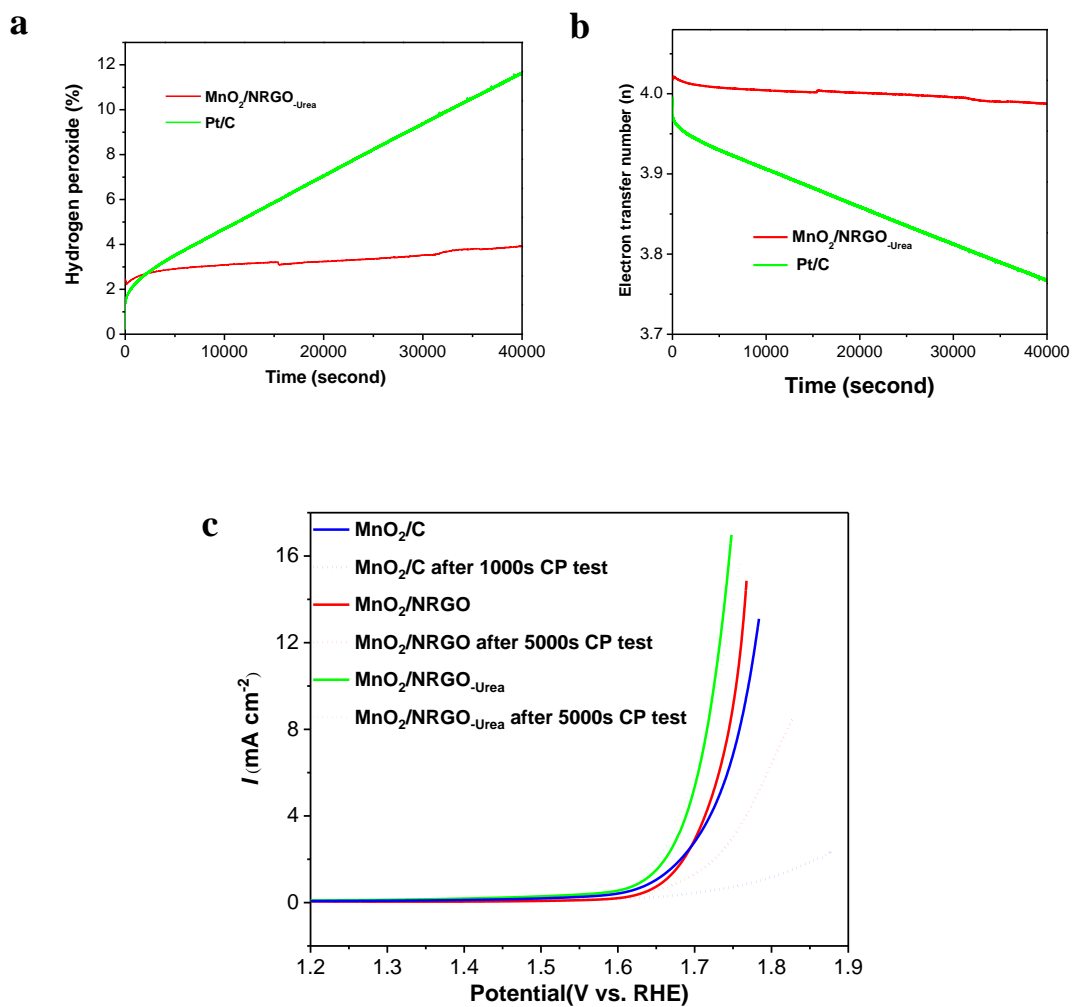 a
Hydrogen peroxide (%)
12
10
8
6
4
2
0
MnO₂/NRGO-Urea
Pt/C
0 10000 20000 30000 40000
Time (second)
b
Electron transfer number (n)
4.0
3.9
3.8
3.7
MnO₂/NRGO-Urea
Pt/C
0 10000 20000 30000 40000
Time (second)
c
I (mA cm⁻²)
16
12
8
4
0
MnO₂/C
MnO₂/C after 1000s CP test
MnO₂/NRGO
MnO₂/NRGO after 5000s CP test
MnO₂/NRGO-Urea
MnO₂/NRGO-Urea after 5000s CP test
1.2 1.3 1.4 1.5 1.6 1.7 1.8 1.9
Potential(V vs. RHE)